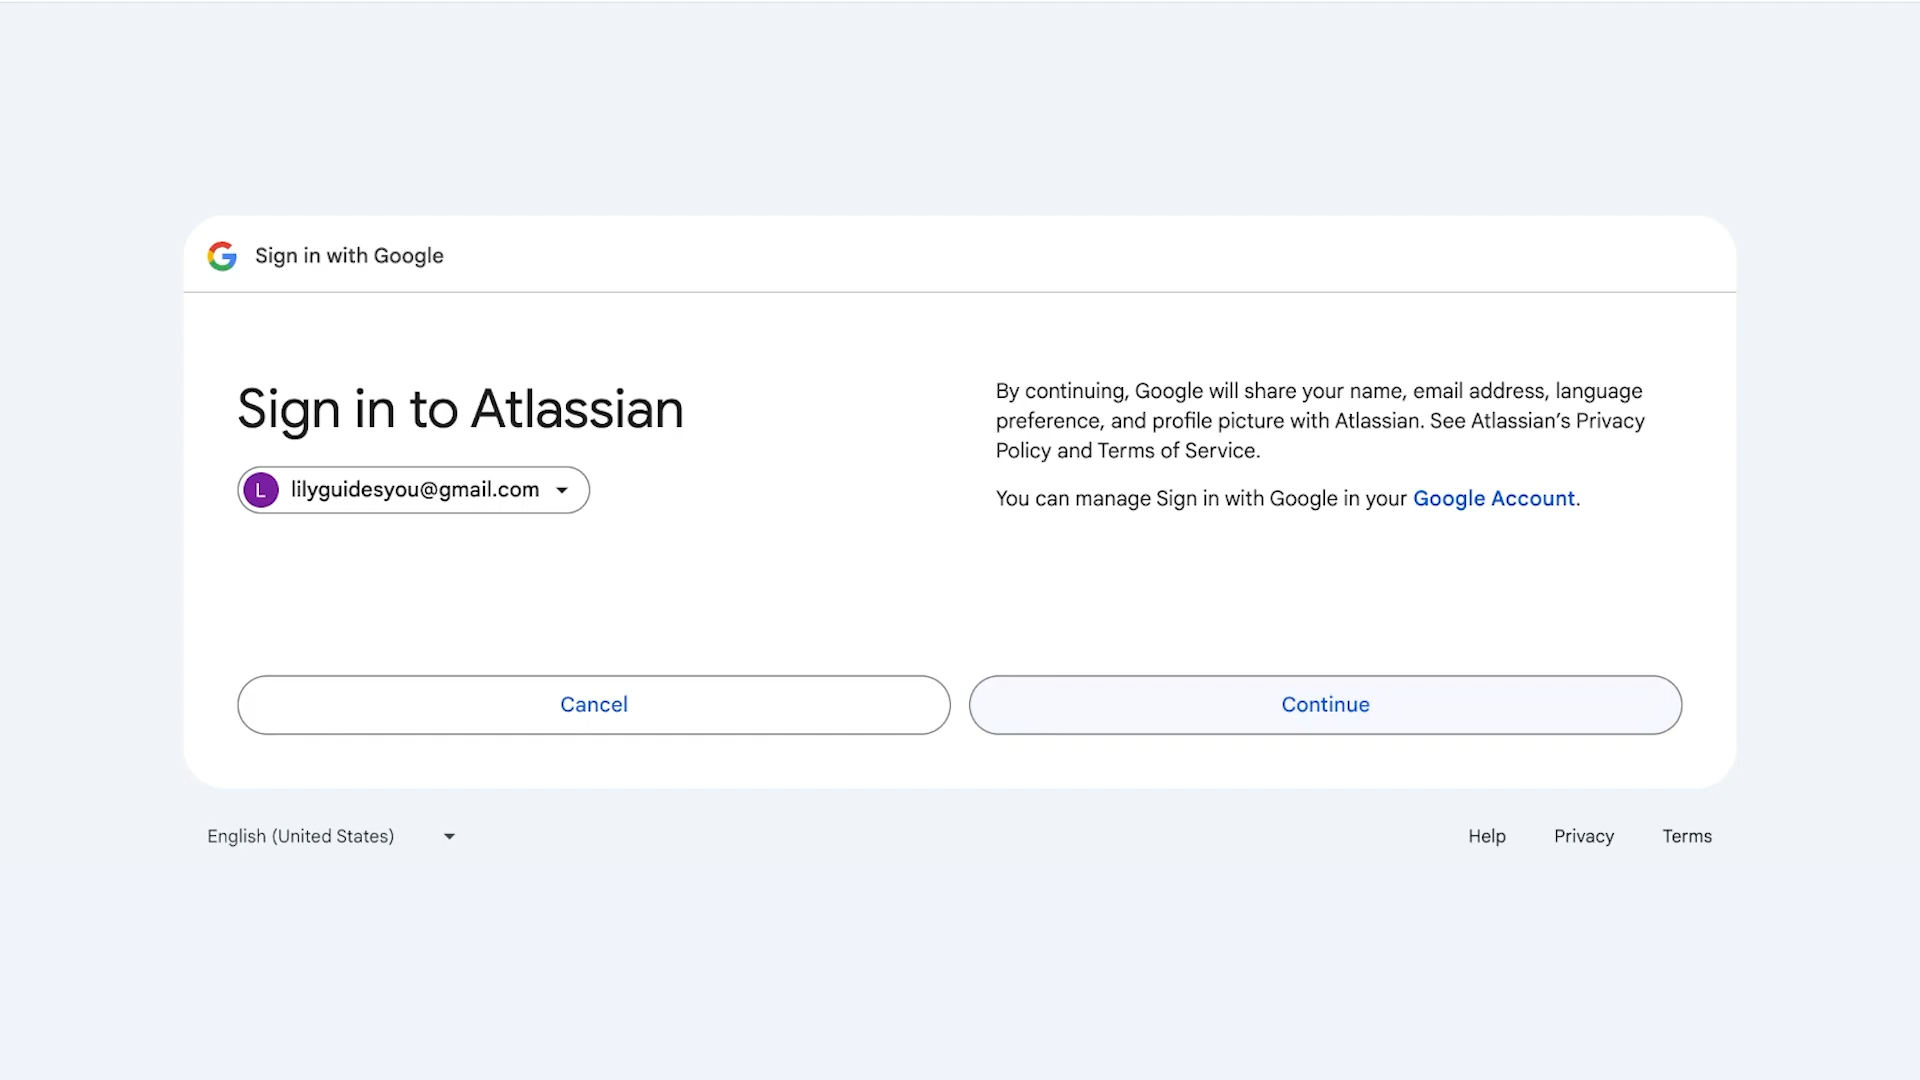 Sign in with Google
Sign in to Atlassian
L lilyguidesyou@gmail.com
By continuing, Google will share your name, email address, language
preference, and profile picture with Atlassian. See Atlassian’s Privacy
Policy and Terms of Service.
You can manage Sign in with Google in your Google Account.
Cancel
Continue
English (United States)
Help
Privacy
Terms